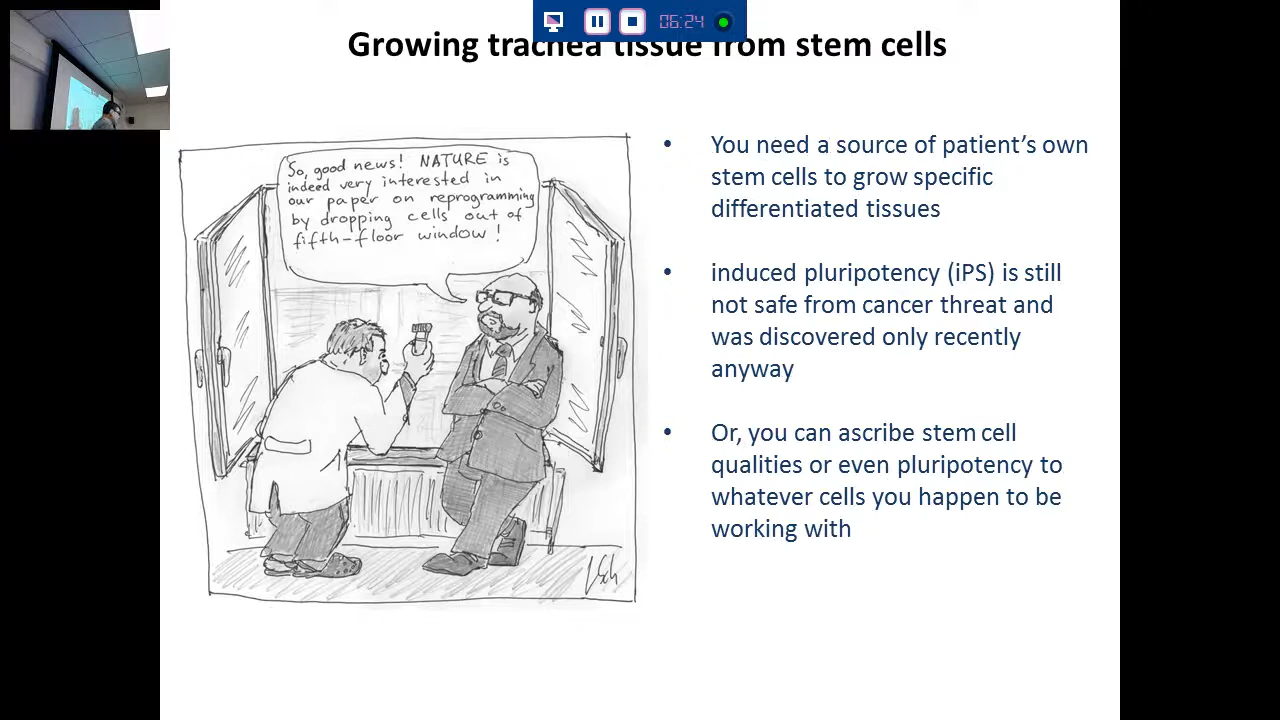 06:24
Growing trachea tissue from stem cells
So, good news! NATURE is
indeed very interested in
our paper on reprogramming
by dropping cells out of
fifth-floor window!
• You need a source of patient’s own
stem cells to grow specific
differentiated tissues
• induced pluripotency (iPS) is still
not safe from cancer threat and
was discovered only recently
anyway
• Or, you can ascribe stem cell
qualities or even pluripotency to
whatever cells you happen to be
working with